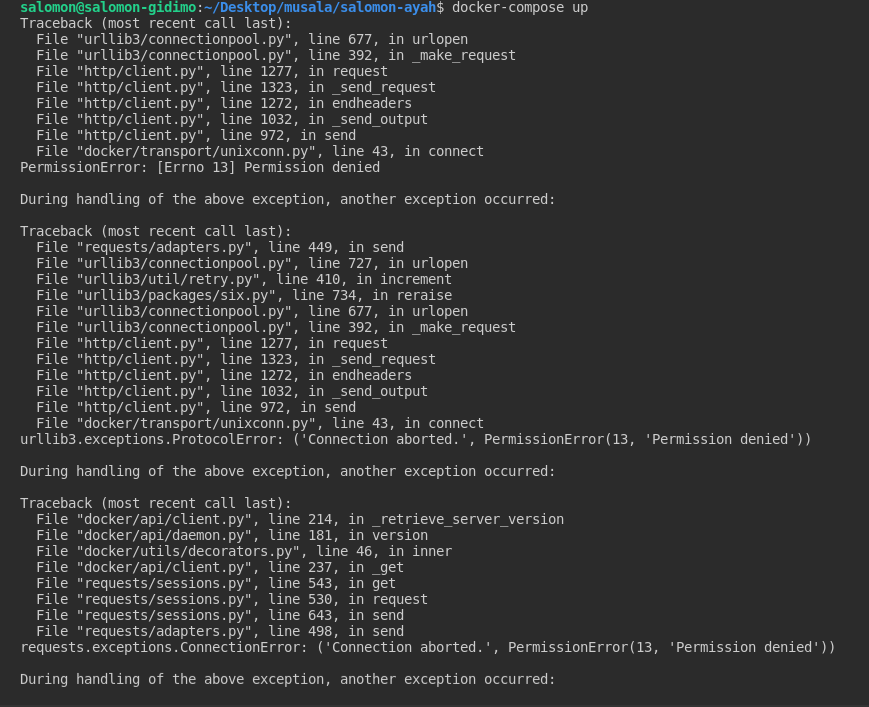 salomon@salomon-gidimo:~/Desktop/musala/salomon-ayah$ docker-compose up
Traceback (most recent call last):
  File "urllib3/connectionpool.py", line 677, in urlopen
  File "urllib3/connectionpool.py", line 392, in _make_request
  File "http/client.py", line 1277, in request
  File "http/client.py", line 1323, in _send_request
  File "http/client.py", line 1272, in endheaders
  File "http/client.py", line 1032, in _send_output
  File "http/client.py", line 972, in send
  File "docker/transport/unixconn.py", line 43, in connect
PermissionError: [Errno 13] Permission denied

During handling of the above exception, another exception occurred:

Traceback (most recent call last):
  File "requests/adapters.py", line 449, in send
  File "urllib3/connectionpool.py", line 727, in urlopen
  File "urllib3/util/retry.py", line 410, in increment
  File "urllib3/packages/six.py", line 734, in reraise
  File "urllib3/connectionpool.py", line 677, in urlopen
  File "urllib3/connectionpool.py", line 392, in _make_request
  File "http/client.py", line 1277, in request
  File "http/client.py", line 1323, in _send_request
  File "http/client.py", line 1272, in endheaders
  File "http/client.py", line 1032, in _send_output
  File "http/client.py", line 972, in send
  File "docker/transport/unixconn.py", line 43, in connect
urllib3.exceptions.ProtocolError: ('Connection aborted.', PermissionError(13, 'Permission denied'))

During handling of the above exception, another exception occurred:

Traceback (most recent call last):
  File "docker/api/client.py", line 214, in _retrieve_server_version
  File "docker/api/daemon.py", line 181, in version
  File "docker/utils/decorators.py", line 46, in inner
  File "docker/api/client.py", line 237, in _get
  File "requests/sessions.py", line 543, in get
  File "requests/sessions.py", line 530, in request
  File "requests/sessions.py", line 643, in send
  File "requests/adapters.py", line 498, in send
requests.exceptions.ConnectionError: ('Connection aborted.', PermissionError(13, 'Permission denied'))

During handling of the above exception, another exception occurred: